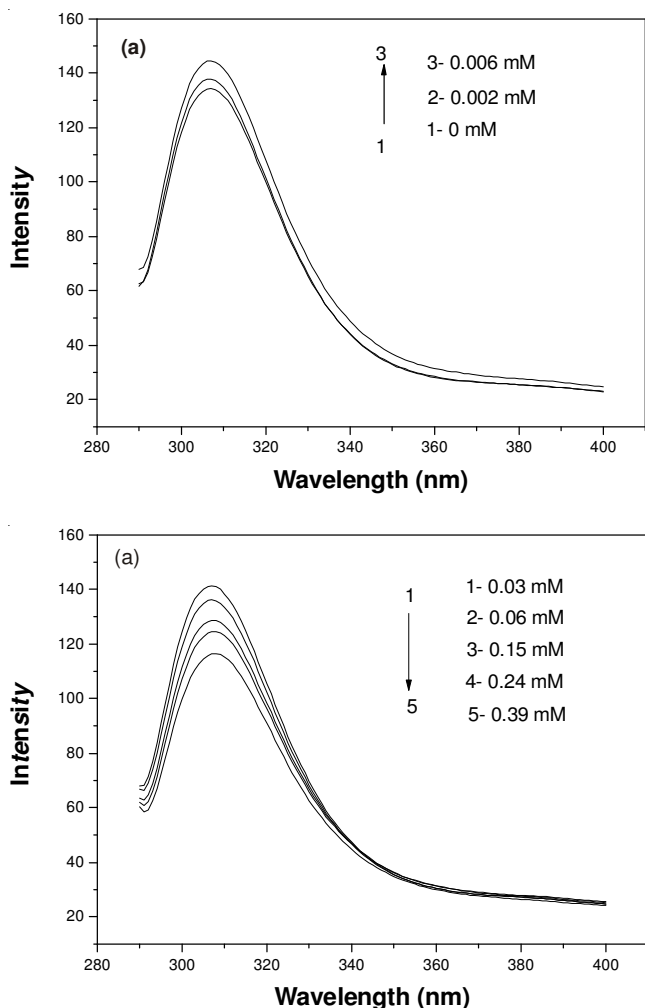 160
(a)
3
3- 0.006 mM
140
120
2- 0.002 mM
1- 0 mM
1
100
Intensity
80
60
40
20
280 300 320 340 360 380 400
Wavelength (nm)
160
(a)
140
1
1- 0.03 mM
2- 0.06 mM
120
3- 0.15 mM
4- 0.24 mM
100
5
5- 0.39 mM
Intensity
80
60
40
20
280 300 320 340 360 380 400
Wavelength (nm)